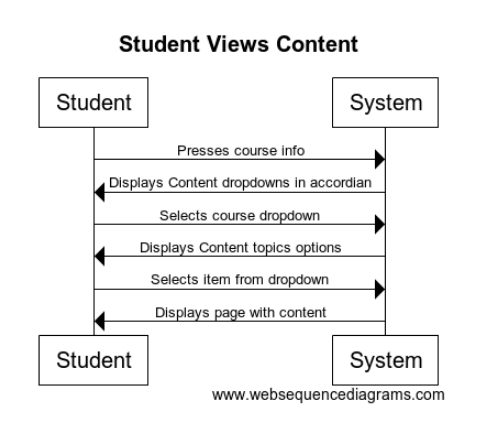 Student Views Content
Student System
Presses course info
Displays Content dropdowns in accordian
Selects course dropdown
Displays Content topics options
Selects item from dropdown
Displays page with content
Student System
www.websequencediagrams.com